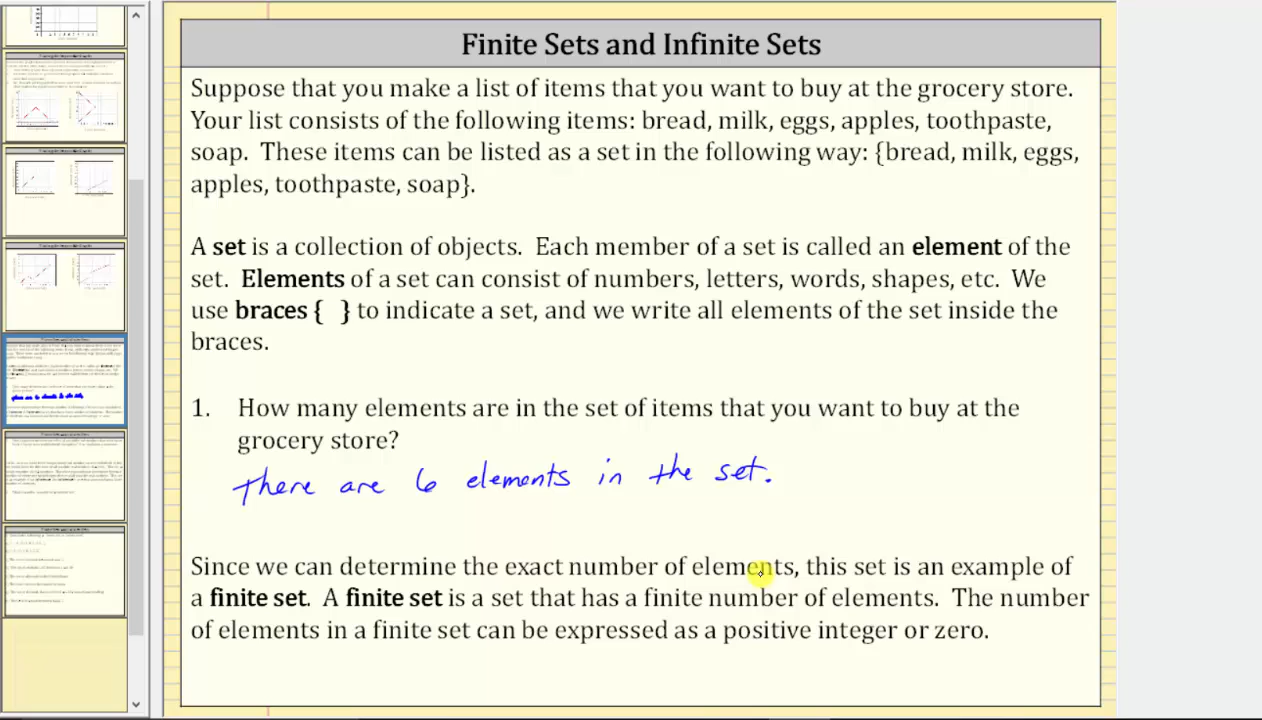 Finite Sets and Infinite Sets
Suppose that you make a list of items that you want to buy at the grocery store.
Your list consists of the following items: bread, milk, eggs, apples, toothpaste,
soap. These items can be listed as a set in the following way: {bread, milk, eggs,
apples, toothpaste, soap}.
A set is a collection of objects. Each member of a set is called an element of the
set. Elements of a set can consist of numbers, letters, words, shapes, etc. We
use braces { } to indicate a set, and we write all elements of the set inside the
braces.
1. How many elements are in the set of items that you want to buy at the
grocery store?
There are 6 elements in the set.
Since we can determine the exact number of elements, this set is an example of
a finite set. A finite set is a set that has a finite number of elements. The number
of elements in a finite set can be expressed as a positive integer or zero.